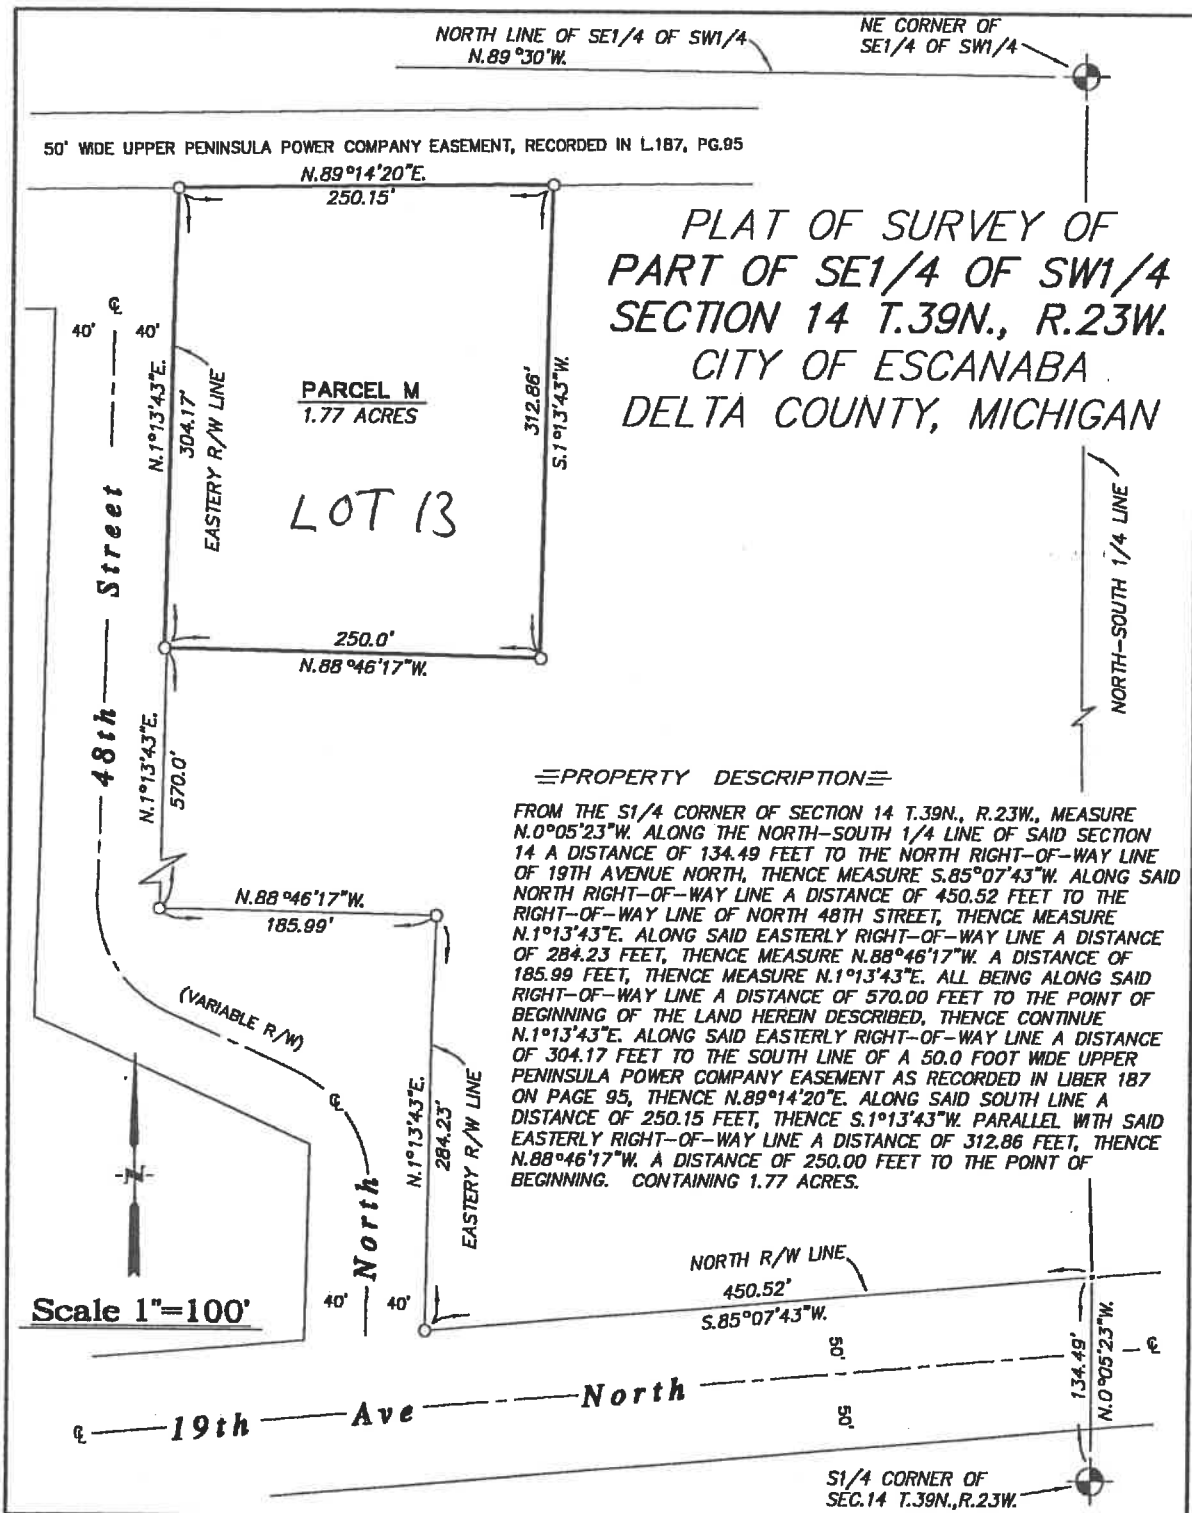 NORTH LINE OF SE1/4 OF SW1/4
N.89°30'W.
NE CORNER OF
SE1/4 OF SW1/4
50' WIDE UPPER PENINSULA POWER COMPANY EASEMENT, RECORDED IN L.187, PG.95
N.89°14'20"E.
250.15'
PLAT OF SURVEY OF
PART OF SE1/4 OF SW1/4
SECTION 14 T.39N., R.23W.
CITY OF ESCANABA
DELTA COUNTY, MICHIGAN
℄
40' 40'
N.1°13'43"E.
304.17'
EASTERY R/W LINE
PARCEL M
1.77 ACRES
LOT 13
312.86'
S.1°13'43"W.
NORTH-SOUTH 1/4 LINE
250.0'
N.88°46'17"W.
48th Street
N.1°13'43"E.
570.0'
N.88°46'17"W.
185.99'
(VARIABLE R/W)
℄
N.1°13'43"E.
284.23'
EASTERY R/W LINE
PROPERTY DESCRIPTION
FROM THE S1/4 CORNER OF SECTION 14 T.39N., R.23W., MEASURE
N.0°05'23"W. ALONG THE NORTH-SOUTH 1/4 LINE OF SAID SECTION
14 A DISTANCE OF 134.49 FEET TO THE NORTH RIGHT-OF-WAY LINE
OF 19TH AVENUE NORTH, THENCE MEASURE S.85°07'43"W. ALONG SAID
NORTH RIGHT-OF-WAY LINE A DISTANCE OF 450.52 FEET TO THE
RIGHT-OF-WAY LINE OF NORTH 48TH STREET, THENCE MEASURE
N.1°13'43"E. ALONG SAID EASTERLY RIGHT-OF-WAY LINE A DISTANCE
OF 284.23 FEET, THENCE MEASURE N.88°46'17"W. A DISTANCE OF
185.99 FEET, THENCE MEASURE N.1°13'43"E. ALL BEING ALONG SAID
RIGHT-OF-WAY LINE A DISTANCE OF 570.00 FEET TO THE POINT OF
BEGINNING OF THE LAND HEREIN DESCRIBED, THENCE CONTINUE
N.1°13'43"E. ALONG SAID EASTERLY RIGHT-OF-WAY LINE A DISTANCE
OF 304.17 FEET TO THE SOUTH LINE OF A 50.0 FOOT WIDE UPPER
PENINSULA POWER COMPANY EASEMENT AS RECORDED IN LIBER 187
ON PAGE 95, THENCE N.89°14'20"E. ALONG SAID SOUTH LINE A
DISTANCE OF 250.15 FEET, THENCE S.1°13'43"W. PARALLEL WITH SAID
EASTERLY RIGHT-OF-WAY LINE A DISTANCE OF 312.86 FEET, THENCE
N.88°46'17"W. A DISTANCE OF 250.00 FEET TO THE POINT OF
BEGINNING. CONTAINING 1.77 ACRES.
N
Scale 1"=100'
North
40' 40'
NORTH R/W LINE
450.52'
S.85°07'43"W.
134.49'
N.0°05'23"W.
50'
50'
℄ 19th Ave North ℄
S1/4 CORNER OF
SEC.14 T.39N.,R.23W.